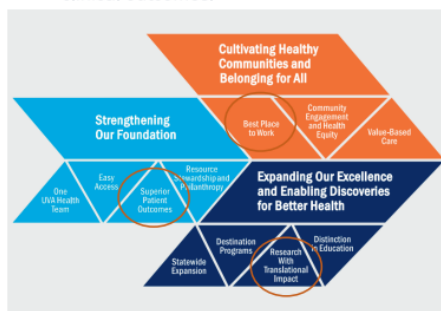 Cultivating Healthy
Communities and
Belonging for All
Best Place
to Work
Community
Engagement
and Health
Equity
Value-Based
Care
Strengthening
Our Foundation
One
UVA Health
Team
Easy
Access
Superior
Patient
Outcomes
Resource
Stewardship and
Philanthropy
Expanding Our Excellence
and Enabling Discoveries
for Better Health
Statewide
Expansion
Destination
Programs
Research
With
Translational
Impact
Distinction
in Education